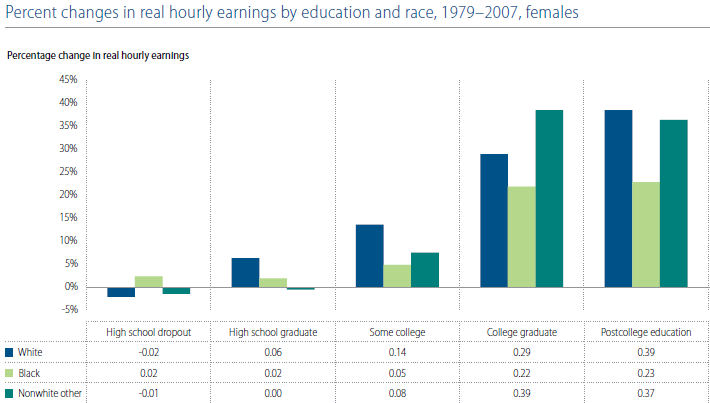 Percent changes in real hourly earnings by education and race, 1979–2007, females
Percentage change in real hourly earnings
45%
40%
35%
30%
25%
20%
15%
10%
5%
0%
-5%
High school dropout High school graduate Some college College graduate Postcollege education
White -0.02 0.06 0.14 0.29 0.39
Black 0.02 0.02 0.05 0.22 0.23
Nonwhite other -0.01 0.00 0.08 0.39 0.37